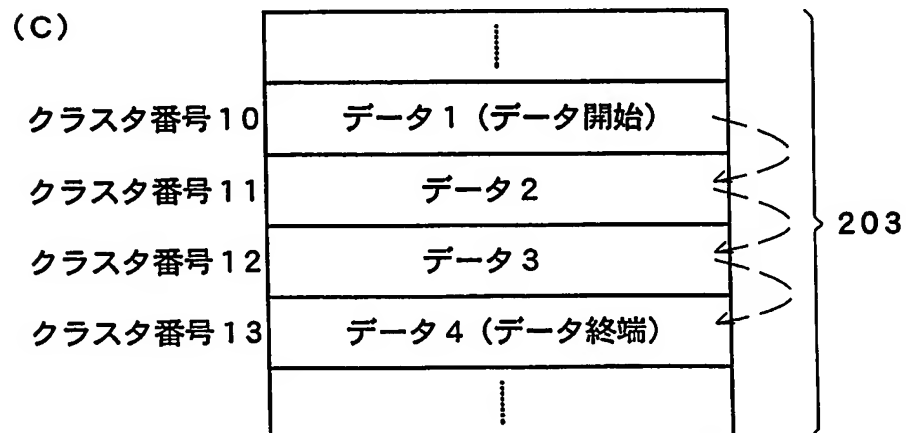 (C)
クラスタ番号10 データ1(データ開始)
クラスタ番号11 データ2
203
クラスタ番号12 データ3
クラスタ番号13 データ4(データ終端)